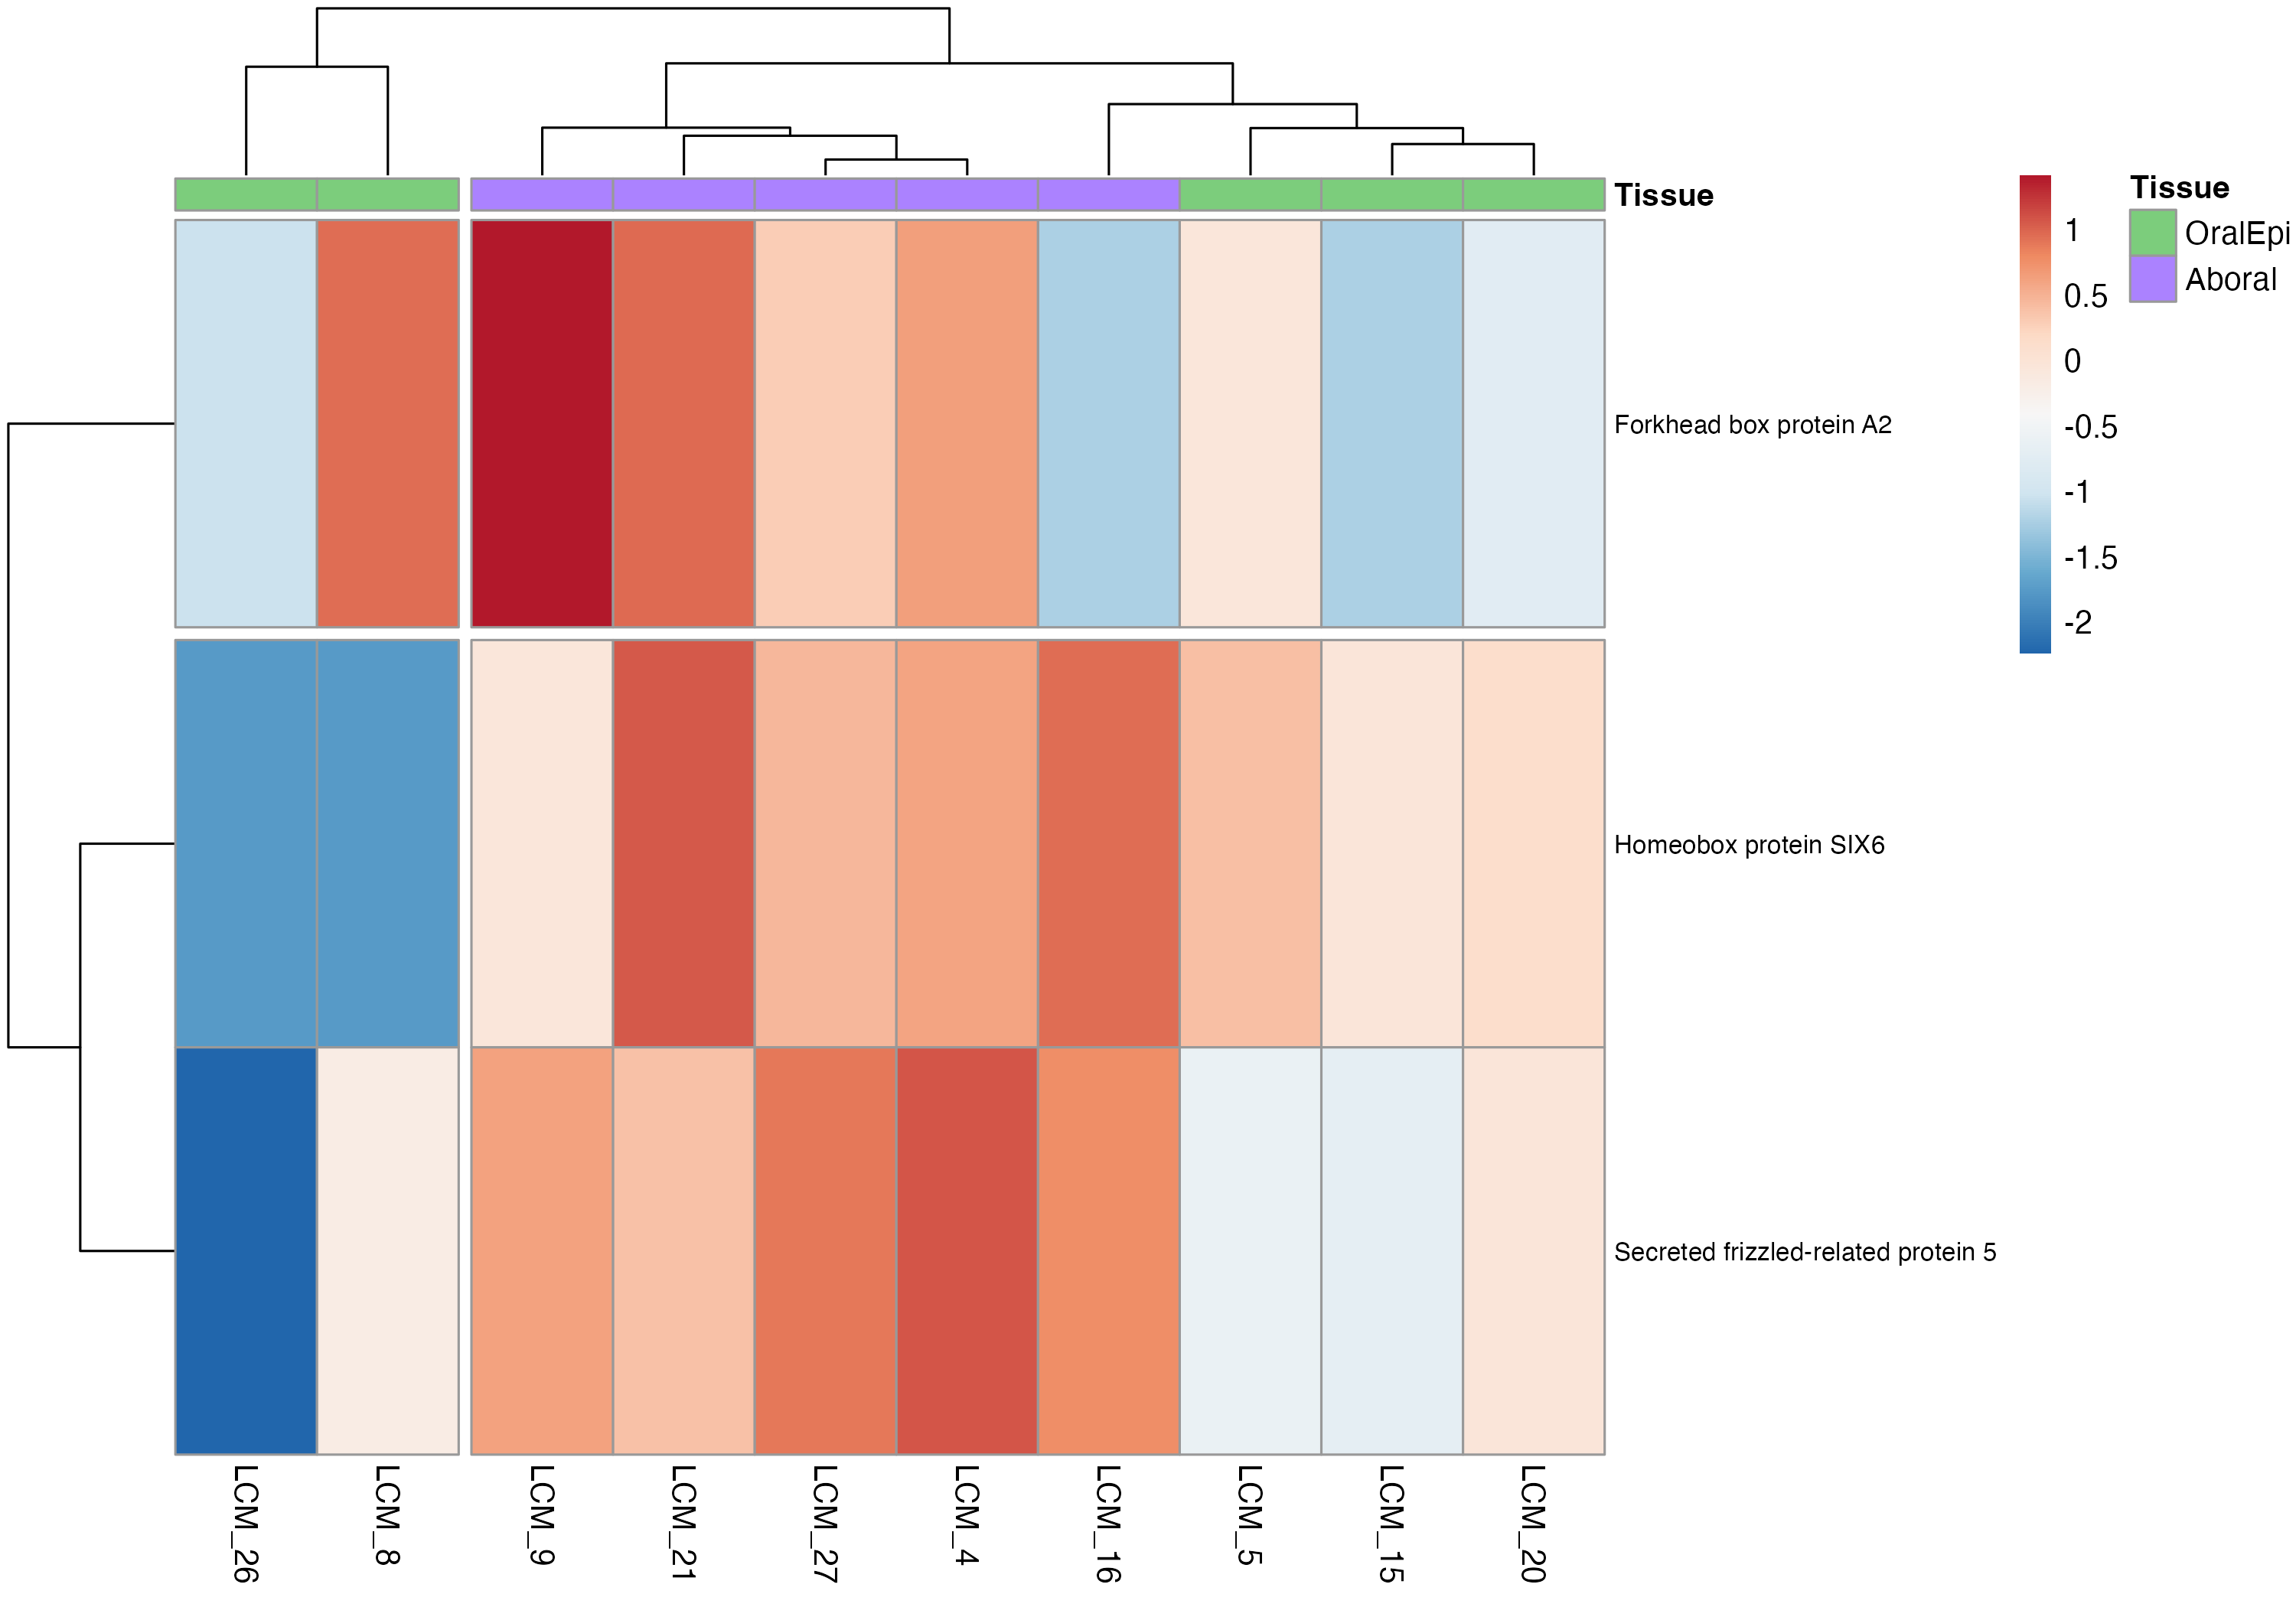 Tissue
Forkhead box protein A2
Homeobox protein SIX6
Secreted frizzled-related protein 5
1
0.5
0
-0.5
-1
-1.5
-2
Tissue
OralEpi
Aboral
LCM_26
LCM_8
LCM_9
LCM_21
LCM_27
LCM_4
LCM_16
LCM_5
LCM_15
LCM_20